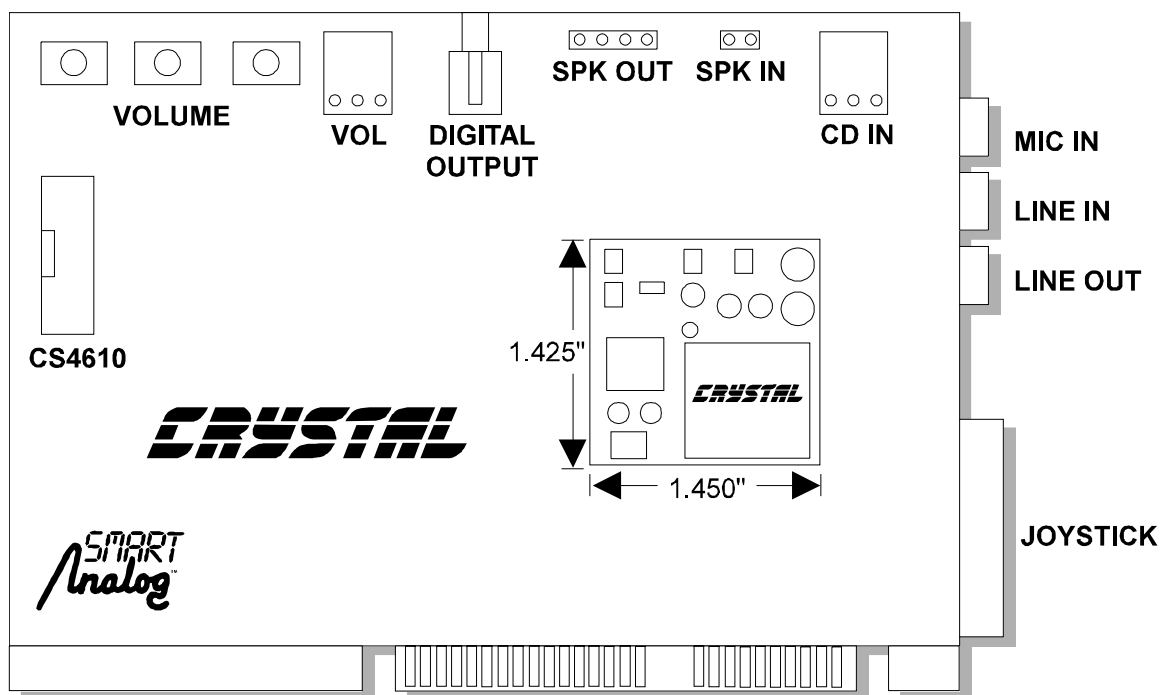 SPK OUT
SPK IN
VOLUME
VOL
DIGITAL
OUTPUT
CD IN
MIC IN
LINE IN
LINE OUT
CS4610
1.425"
CRYSTAL
CRYSTAL
1.450"
SMART
Analog™
JOYSTICK